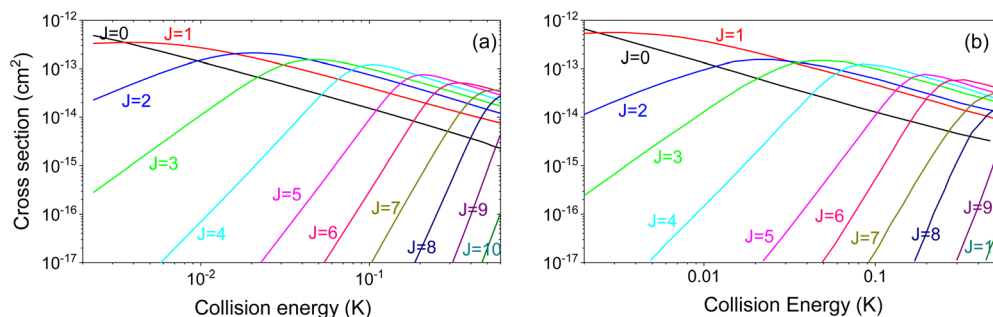 10⁻¹²
10⁻¹³
10⁻¹⁴
10⁻¹⁵
10⁻¹⁶
10⁻¹⁷
Cross section (cm²)
J=0
J=1
J=2
J=3
J=4
J=5
J=6
J=7
J=8
J=9
J=10
(a)
10⁻²
10⁻¹
Collision energy (K)
10⁻¹²
10⁻¹³
10⁻¹⁴
10⁻¹⁵
10⁻¹⁶
10⁻¹⁷
J=0
J=1
J=2
J=3
J=4
J=5
J=6
J=7
J=8
J=9
J=1
(b)
0.01
0.1
Collision Energy (K)